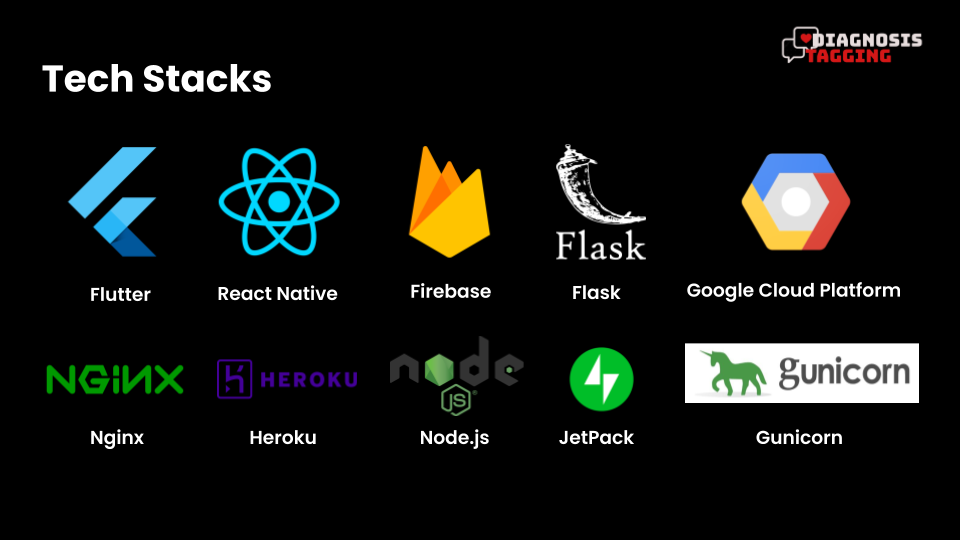 DIAGNOSIS
TAGGING
Tech Stacks
Flask
Flutter
React Native
Firebase
Flask
Google Cloud Platform
NGINX
HEROKU
node
JS
gunicorn
Nginx
Heroku
Node.js
JetPack
Gunicorn